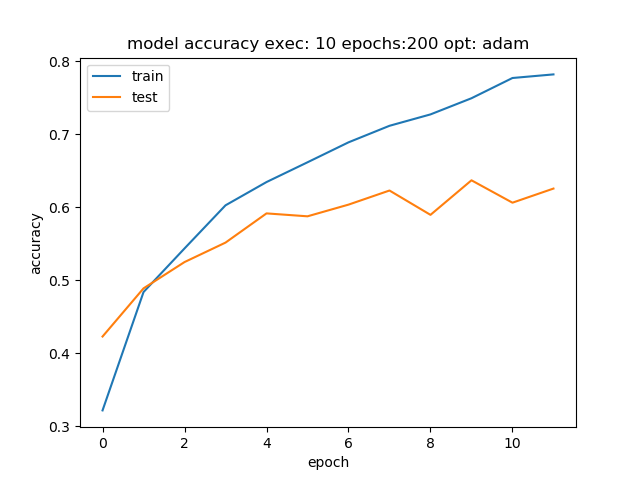 model accuracy exec: 10 epochs:200 opt: adam
train
test
0.8
0.7
0.6
0.5
0.4
0.3
accuracy
0 2 4 6 8 10
epoch